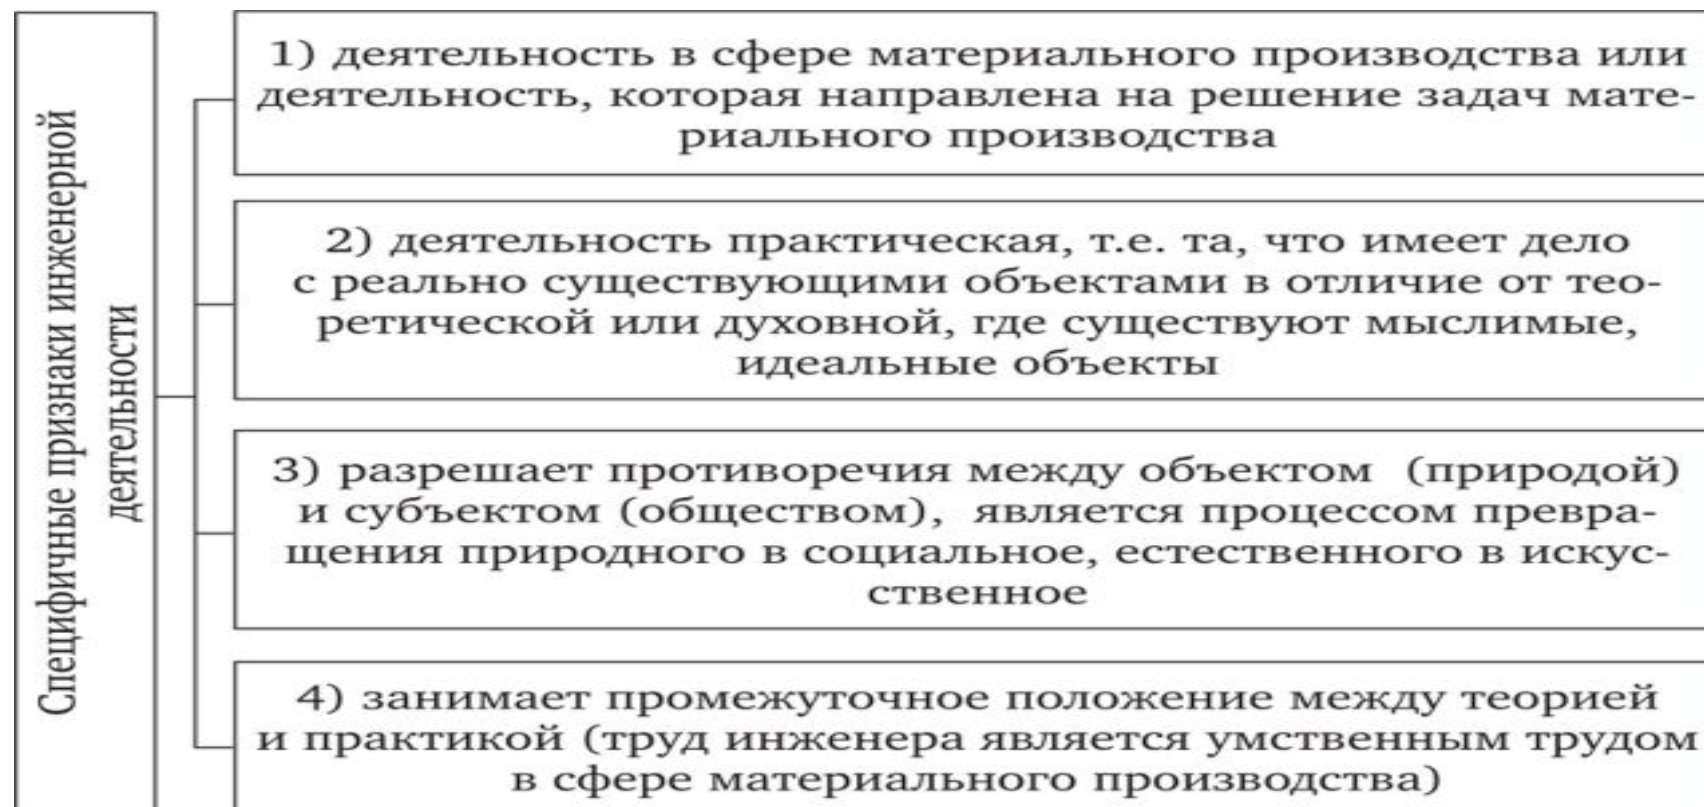 Специфичные признаки инженерной
деятельности
1) деятельность в сфере материального производства или
деятельность, которая направлена на решение задач мате-
риального производства
2) деятельность практическая, т.е. та, что имеет дело
с реально существующими объектами в отличие от тео-
ретической или духовной, где существуют мыслимые,
идеальные объекты
3) разрешает противоречия между объектом (природой)
и субъектом (обществом), является процессом превра-
щения природного в социальное, естественного в искус-
ственное
4) занимает промежуточное положение между теорией
и практикой (труд инженера является умственным трудом
в сфере материального производства)